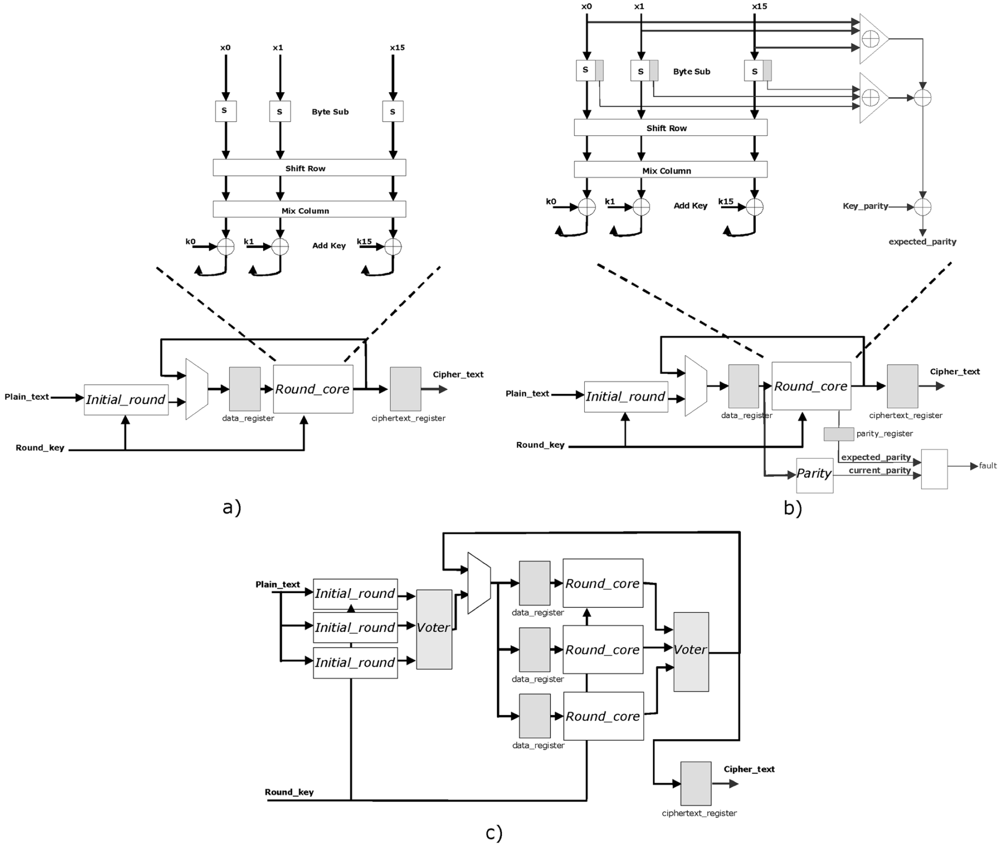 x0 x1 x15
S S Byte Sub S
Shift Row
Mix Column
k0 k1 Add Key k15
Plain_text Initial_round data_register Round_core Cipher_text
ciphertext_register
Round_key
a)
x0 x1 x15
S S Byte Sub S
Shift Row
Mix Column
k0 k1 Add Key k15 Key_parity
expected_parity
Plain_text Initial_round data_register Round_core Cipher_text
ciphertext_register
parity_register
Round_key
expected_parity
current_parity
fault
Parity
b)
Plain_text
Initial_round
Initial_round
Initial_round
Voter
Round_core
data_register
Round_core
data_register
Round_core
data_register
Voter
Cipher_text
Round_key
ciphertext_register
c)